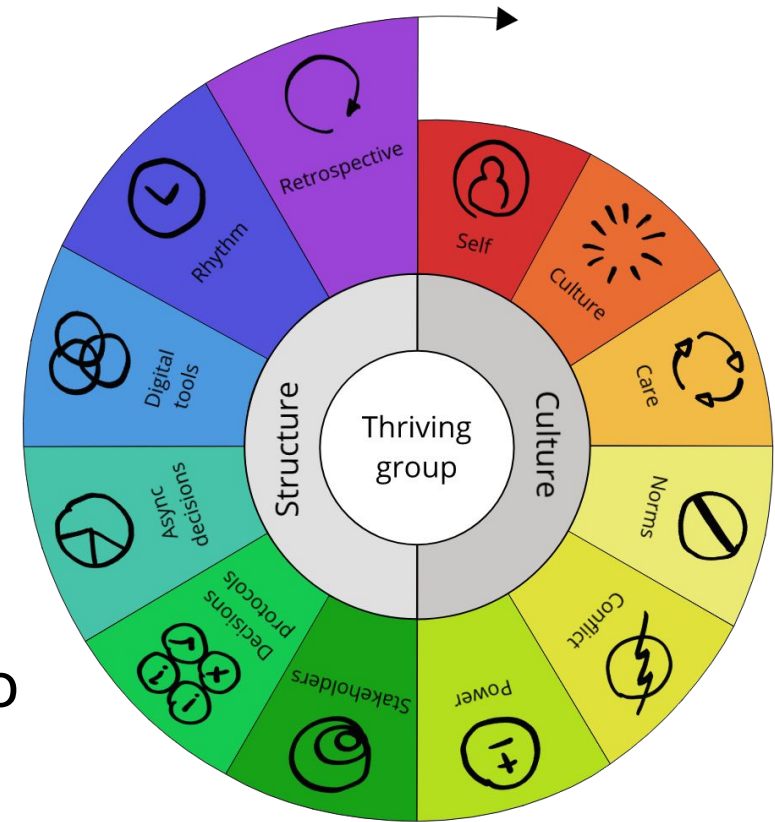 Thriving
group
Culture
Structure
Self
Culture
Care
Norms
Conflict
Power
Stakeholders
Decisions
protocols
Async
decisions
Digital
tools
Rhythm
Retrospective